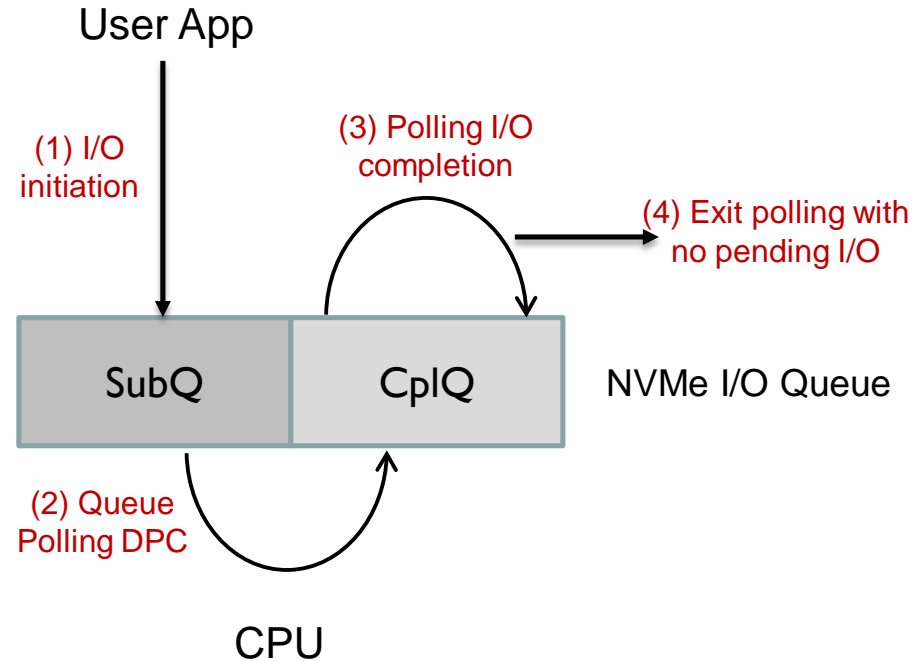 User App
(1) I/O
initiation
(3) Polling I/O
completion
(4) Exit polling with
no pending I/O
SubQ
CplQ
NVMe I/O Queue
(2) Queue
Polling DPC
CPU